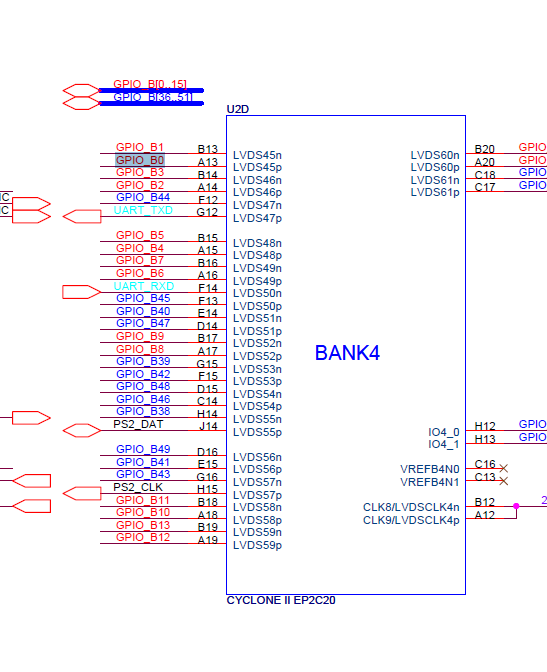 GPIO_B[0..15]
GPIO_B[36..51]
U2D
GPIO_B1 B13 LVDS45n LVDS60n B20 GPIO
GPIO_B0 A13 LVDS45p LVDS60p A20 GPIO
GPIO_B3 B14 LVDS46n LVDS61n C18 GPIO
GPIO_B2 A14 LVDS46p LVDS61p C17 GPIO
IC GPIO_B44 F12 LVDS47n
IC UART_TXD G12 LVDS47p
GPIO_B5 B15 LVDS48n
GPIO_B4 A15 LVDS48p
GPIO_B7 B16 LVDS49n
GPIO_B6 A16 LVDS49p
UART_RXD F14 LVDS50n
GPIO_B45 F13 LVDS50p
GPIO_B40 E14 LVDS51n
GPIO_B47 D14 LVDS51p
GPIO_B9 B17 LVDS52n
GPIO_B8 A17 LVDS52p
BANK4
GPIO_B39 G15 LVDS53n
GPIO_B42 F15 LVDS53p
GPIO_B48 D15 LVDS54n
GPIO_B46 C14 LVDS54p
GPIO_B38 H14 LVDS55n
PS2_DAT J14 LVDS55p IO4_0 H12 GPIO
IO4_1 H13 GPIO
GPIO_B49 D16 LVDS56n
GPIO_B41 E15 LVDS56p VREFB4N0 C16
GPIO_B43 G16 LVDS57n VREFB4N1 C13
PS2_CLK H15 LVDS57p
GPIO_B11 B18 LVDS58n CLK8/LVDSCLK4n B12 2
GPIO_B10 A18 LVDS58p CLK9/LVDSCLK4p A12
GPIO_B13 B19 LVDS59n
GPIO_B12 A19 LVDS59p
CYCLONE II EP2C20